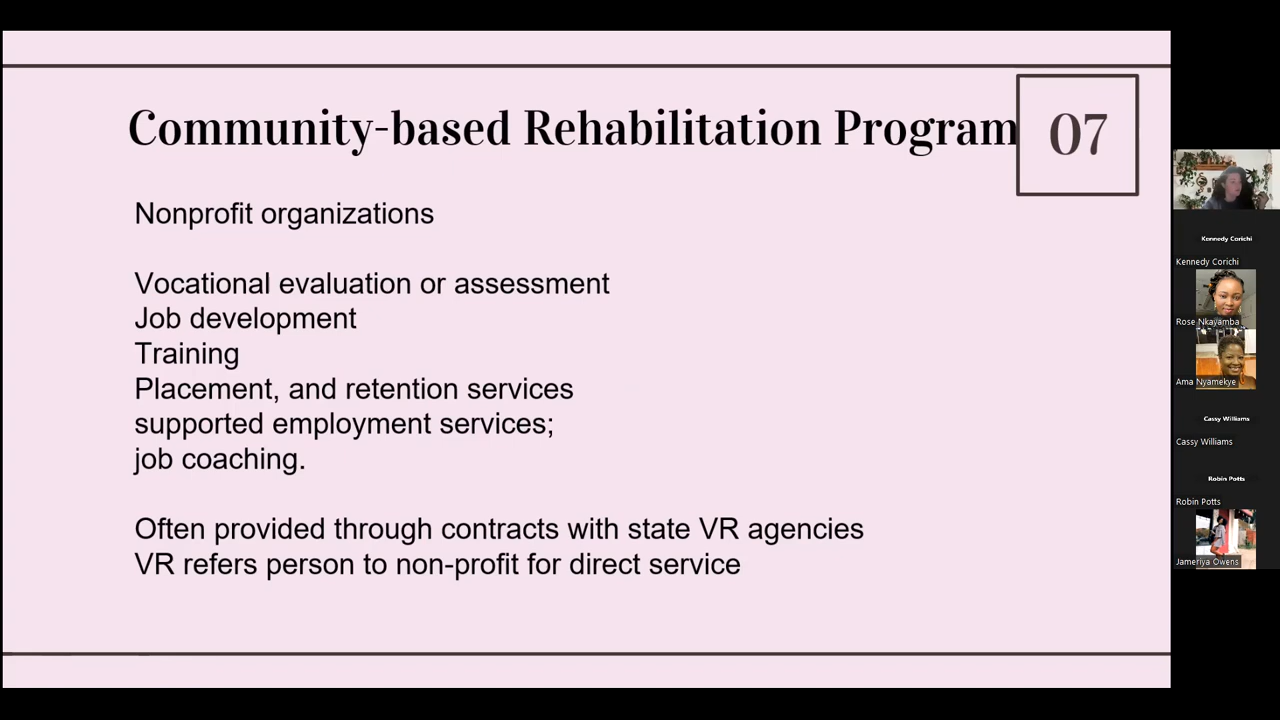 Community-based Rehabilitation Program
07
Nonprofit organizations
Vocational evaluation or assessment
Job development
Training
Placement, and retention services
supported employment services;
job coaching.
Often provided through contracts with state VR agencies
VR refers person to non-profit for direct service
Kennedy Corichi
Kennedy Corichi
Rose Nkayamba
Ama Nyamekye
Cassy Williams
Cassy Williams
Robin Potts
Robin Potts
Jameriya Owens